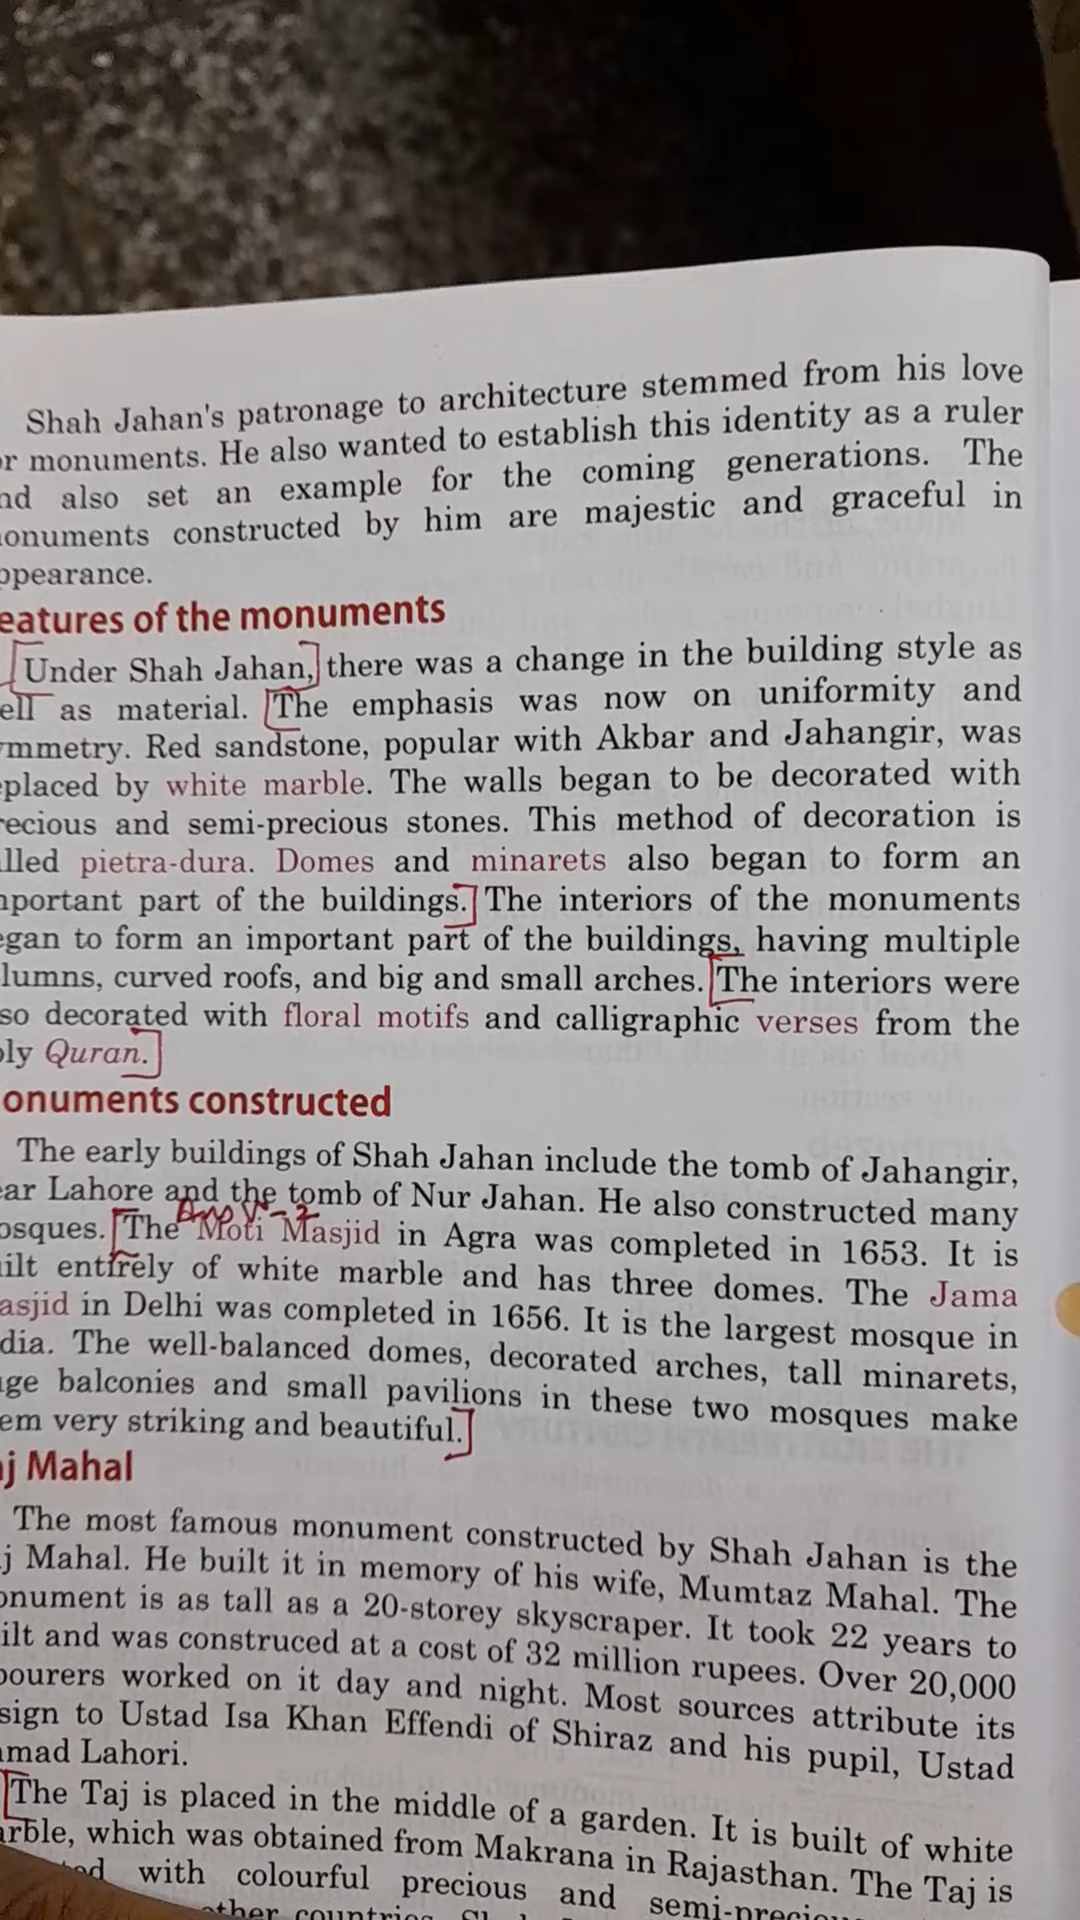 Shah Jahan's patronage to architecture stemmed from his love
r monuments. He also wanted to establish this identity as a ruler
nd also set an example for the coming generations. The
onuments constructed by him are majestic and graceful in
ppearance.
eatures of the monuments
Under Shah Jahan, there was a change in the building style as
ell as material. The emphasis was now on uniformity and
mmetry. Red sandstone, popular with Akbar and Jahangir, was
placed by white marble. The walls began to be decorated with
recious and semi-precious stones. This method of decoration is
lled pietra-dura. Domes and minarets also began to form an
portant part of the buildings. The interiors of the monuments
egan to form an important part of the buildings, having multiple
lumns, curved roofs, and big and small arches. The interiors were
so decorated with floral motifs and calligraphic verses from the
ly Quran.
onuments constructed
The early buildings of Shah Jahan include the tomb of Jahangir,
ar Lahore and the tomb of Nur Jahan. He also constructed many
Ans V-2
osques. The Moti Masjid in Agra was completed in 1653. It is
ilt entirely of white marble and has three domes. The Jama
asjid in Delhi was completed in 1656. It is the largest mosque in
dia. The well-balanced domes, decorated arches, tall minarets,
ge balconies and small pavilions in these two mosques make
em very striking and beautiful.
j Mahal
The most famous monument constructed by Shah Jahan is the
j Mahal. He built it in memory of his wife, Mumtaz Mahal. The
onument is as tall as a 20-storey skyscraper. It took 22 years to
ilt and was construced at a cost of 32 million rupees. Over 20,000
bourers worked on it day and night. Most sources attribute its
sign to Ustad Isa Khan Effendi of Shiraz and his pupil, Ustad
mad Lahori.
The Taj is placed in the middle of a garden. It is built of white
arble, which was obtained from Makrana in Rajasthan. The Taj is
with colourful precious and
other countries